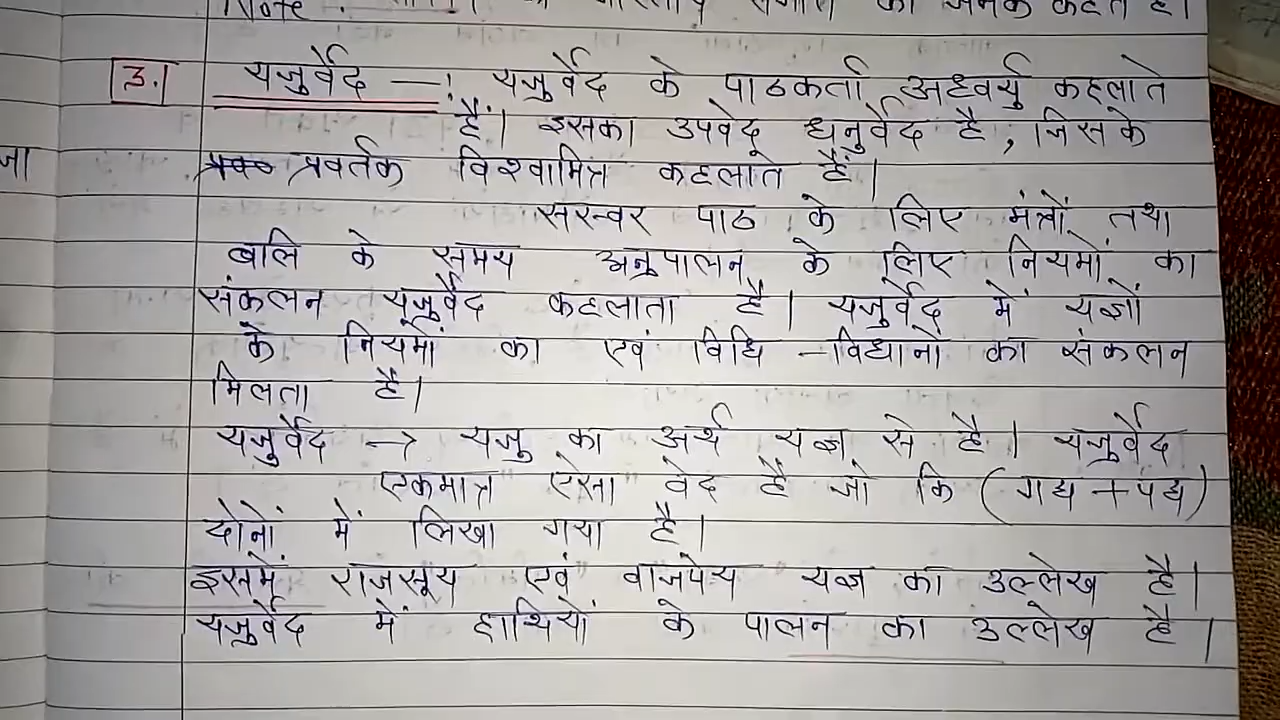 Note :
3.| यजुर्वेद —: यजुर्वेद के पाठकर्ता अध्वर्यु कहलाते
हैं। इसका उपवेद धनुर्वेद है, जिसके
जा
प्रवर्तक विश्वामित्र कहलाते हैं।
सस्वर पाठ के लिए मंत्रों तथा
बलि के समय अनुपालन के लिए नियमों का
संकलन यजुर्वेद कहलाता है। यजुर्वेद में यज्ञों
के नियमों का एवं विधि -विधानों का संकलन
मिलता है।
यजुर्वेद → यजु का अर्थ यज्ञ से है। यजुर्वेद
एकमात्र ऐसा वेद है जो कि (गद्य + पद्य)
दोनों में लिखा गया है।
इसमें राजसूय एवं वाजपेय यज्ञ का उल्लेख है।
यजुर्वेद में हाथियों के पालन का उल्लेख है।